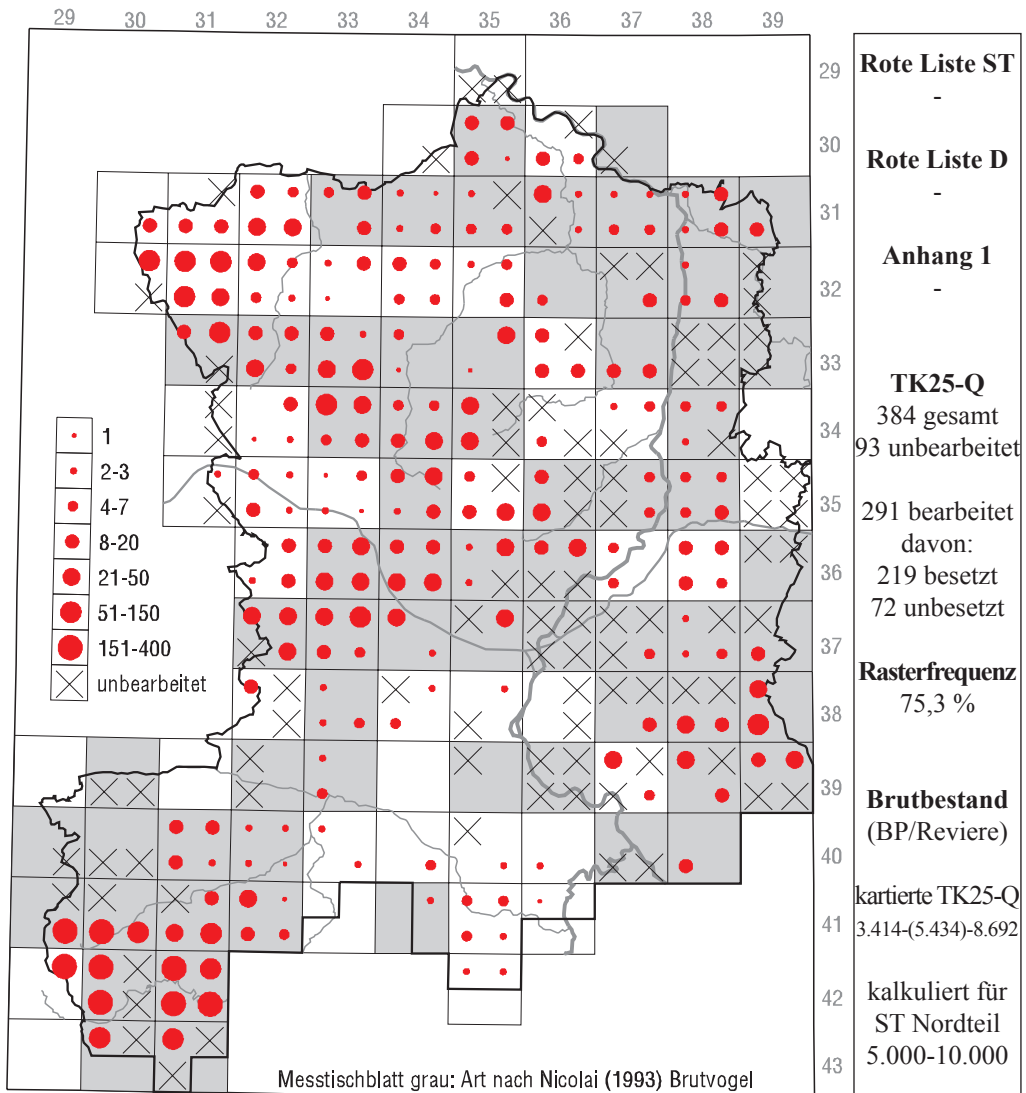 29 30 31 32 33 34 35 36 37 38 39
29
30
31
32
33
34
35
36
37
38
39
40
41
42
43
1
2-3
4-7
8-20
21-50
51-150
151-400
unbearbeitet
Messtischblatt grau: Art nach Nicolai (1993) Brutvogel
Rote Liste ST
-
Rote Liste D
-
Anhang 1
-
TK25-Q
384 gesamt
93 unbearbeitet
291 bearbeitet
davon:
219 besetzt
72 unbesetzt
Rasterfrequenz
75,3 %
Brutbestand
(BP/Reviere)
kartierte TK25-Q
3.414-(5.434)-8.692
kalkuliert für
ST Nordteil
5.000-10.000